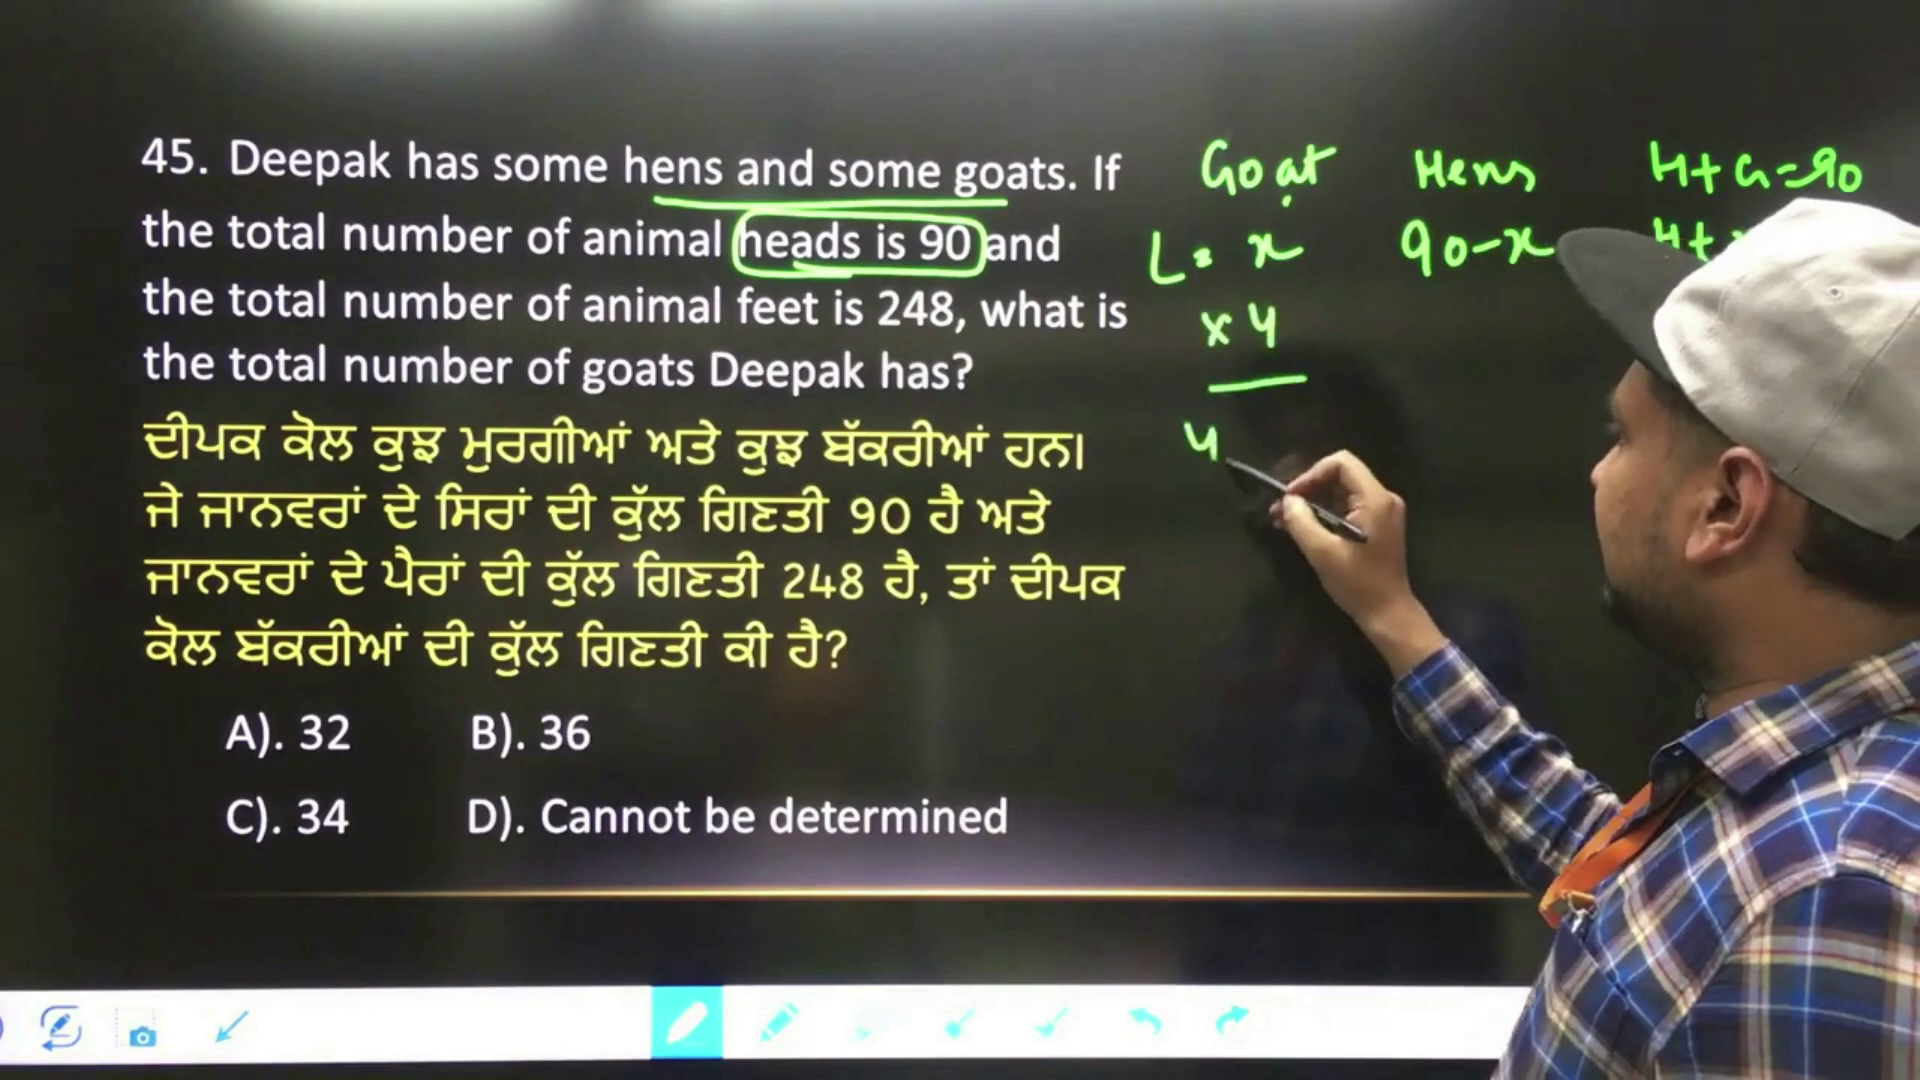 45. Deepak has some hens and some goats. If
the total number of animal heads is 90 and
the total number of animal feet is 248, what is
the total number of goats Deepak has?
ਦੀਪਕ ਕੋਲ ਕੁਝ ਮੁਰਗੀਆਂ ਅਤੇ ਕੁਝ ਬੱਕਰੀਆਂ ਹਨ।
ਜੇ ਜਾਨਵਰਾਂ ਦੇ ਸਿਰਾਂ ਦੀ ਕੁੱਲ ਗਿਣਤੀ 90 ਹੈ ਅਤੇ
ਜਾਨਵਰਾਂ ਦੇ ਪੈਰਾਂ ਦੀ ਕੁੱਲ ਗਿਣਤੀ 248 ਹੈ, ਤਾਂ ਦੀਪਕ
ਕੋਲ ਬੱਕਰੀਆਂ ਦੀ ਕੁੱਲ ਗਿਣਤੀ ਕੀ ਹੈ?
A). 32 B). 36
C). 34 D). Cannot be determined
Goat Hens H+G=90
L= x 90-x H+
x 4
4